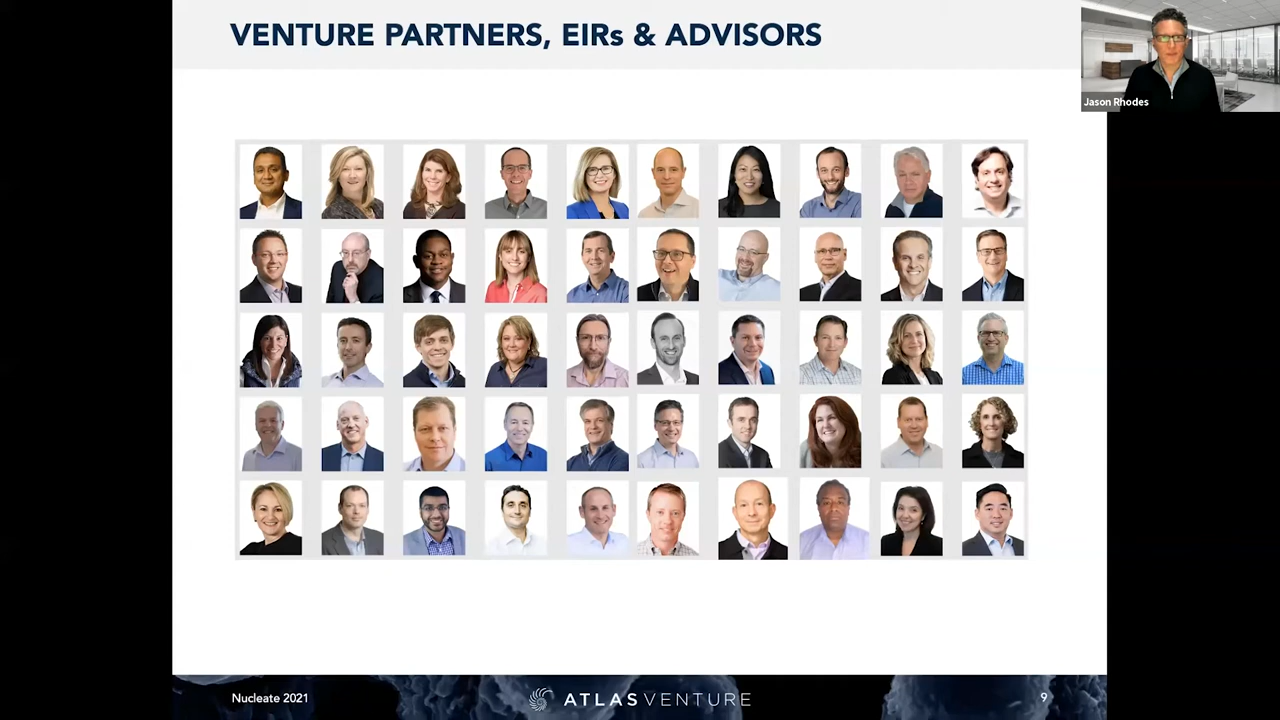 VENTURE PARTNERS, EIRs & ADVISORS
Jason Rhodes
Nucleate 2021
ATLAS VENTURE
9